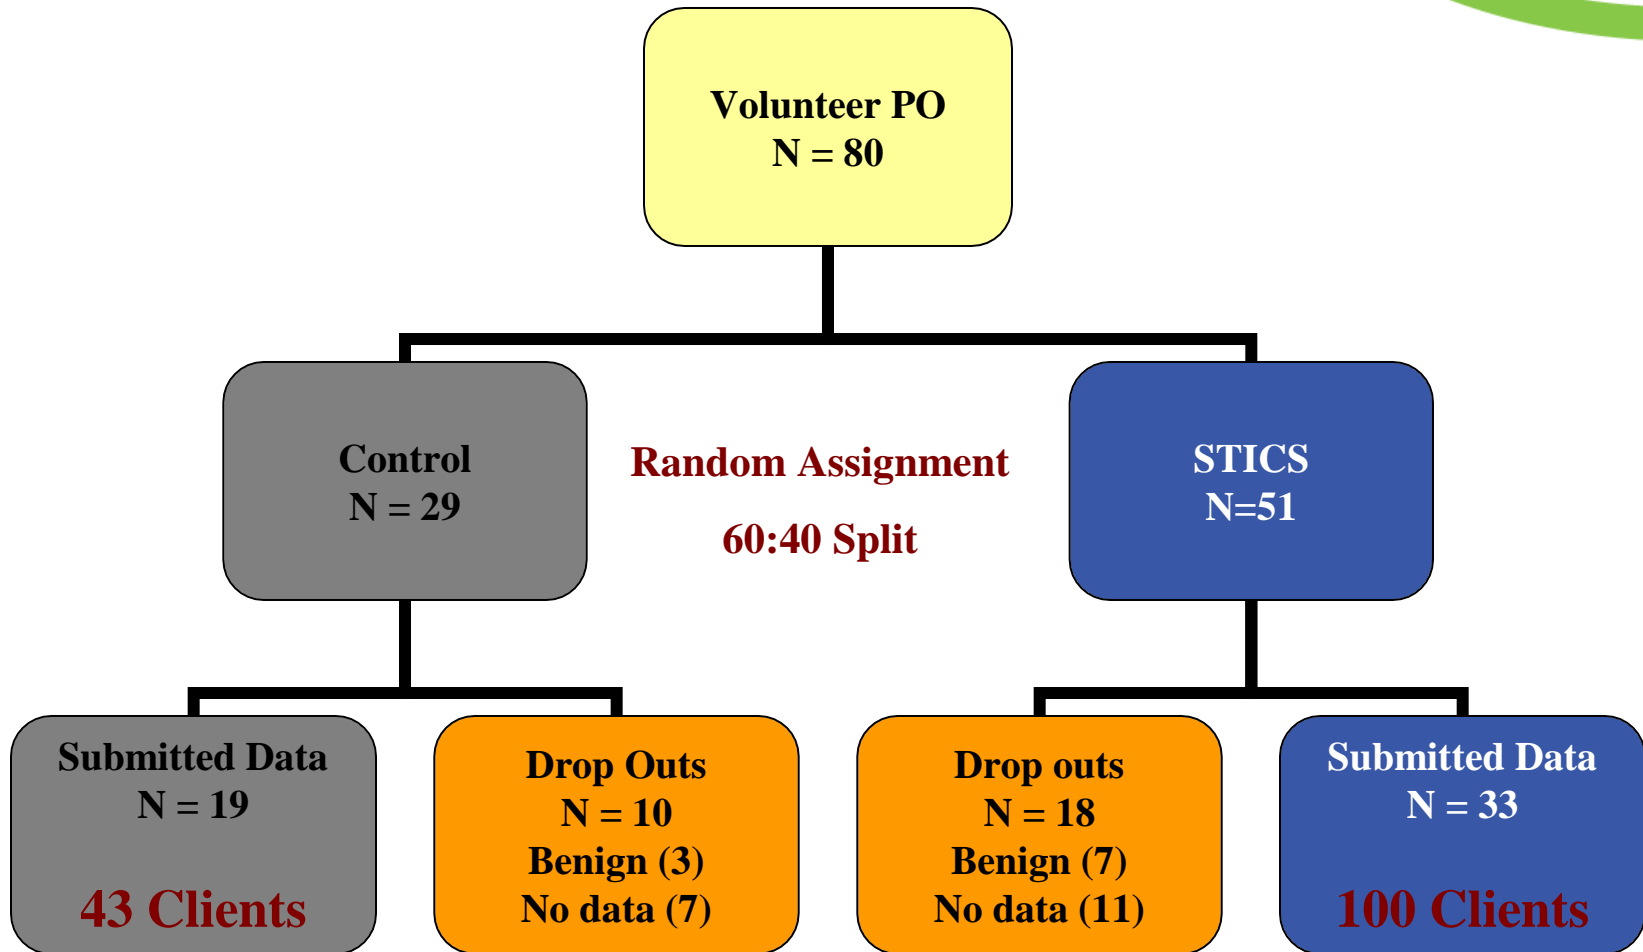 Volunteer PO
N = 80
Control
N = 29
Random Assignment
60:40 Split
STICS
N=51
Submitted Data
N = 19
43 Clients
Drop Outs
N = 10
Benign (3)
No data (7)
Drop outs
N = 18
Benign (7)
No data (11)
Submitted Data
N = 33
100 Clients